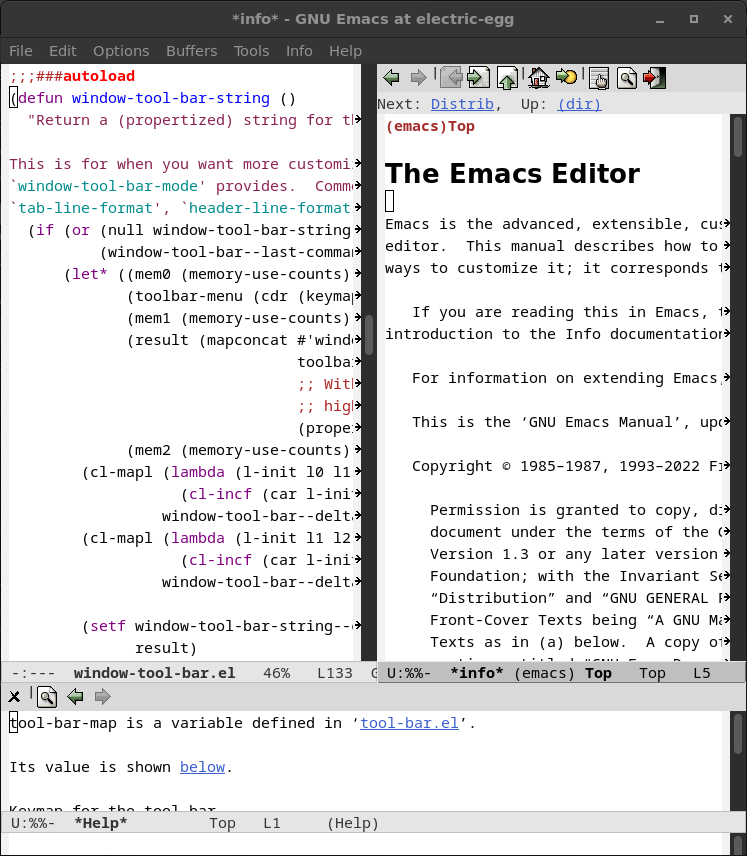 *info* - GNU Emacs at electric-egg
File Edit Options Buffers Tools Info Help
;;;###autoload
(defun window-tool-bar-string ()
"Return a (propertized) string for t
This is for when you want more customi
`window-tool-bar-mode' provides.  Comm
`tab-line-format', `header-line-format
(if (or (null window-tool-bar-string
(window-tool-bar--last-comma
(let* ((mem0 (memory-use-counts)
(toolbar-menu (cdr (keyma
(mem1 (memory-use-counts)
(result (mapconcat #'wind
toolba
;; Wit
;; hig
(prope
(mem2 (memory-use-counts)
(cl-mapl (lambda (l-init l0 l1
(cl-incf (car l-ini
window-tool-bar--delt
(cl-mapl (lambda (l-init l1 l2
(cl-incf (car l-ini
window-tool-bar--delt
(setf window-tool-bar-string--
result)
-:---  window-tool-bar.el   46%   L133  G
Next: Distrib,  Up: (dir)
(emacs)Top
The Emacs Editor
Emacs is the advanced, extensible, cus
editor.  This manual describes how to
ways to customize it; it corresponds t
If you are reading this in Emacs, t
introduction to the Info documentation
For information on extending Emacs,
This is the ‘GNU Emacs Manual’, upd
Copyright © 1985–1987, 1993–2022 Fr
Permission is granted to copy, di
document under the terms of the G
Version 1.3 or any later version
Foundation; with the Invariant Se
“Distribution” and “GNU GENERAL P
Front-Cover Texts being “A GNU Ma
Texts as in (a) below.  A copy of
U:%%-  *info* (emacs) Top   Top   L5
tool-bar-map is a variable defined in ‘tool-bar.el’.
Its value is shown below.
Keymap for the tool bar
U:%%-  *Help*         Top   L1     (Help)